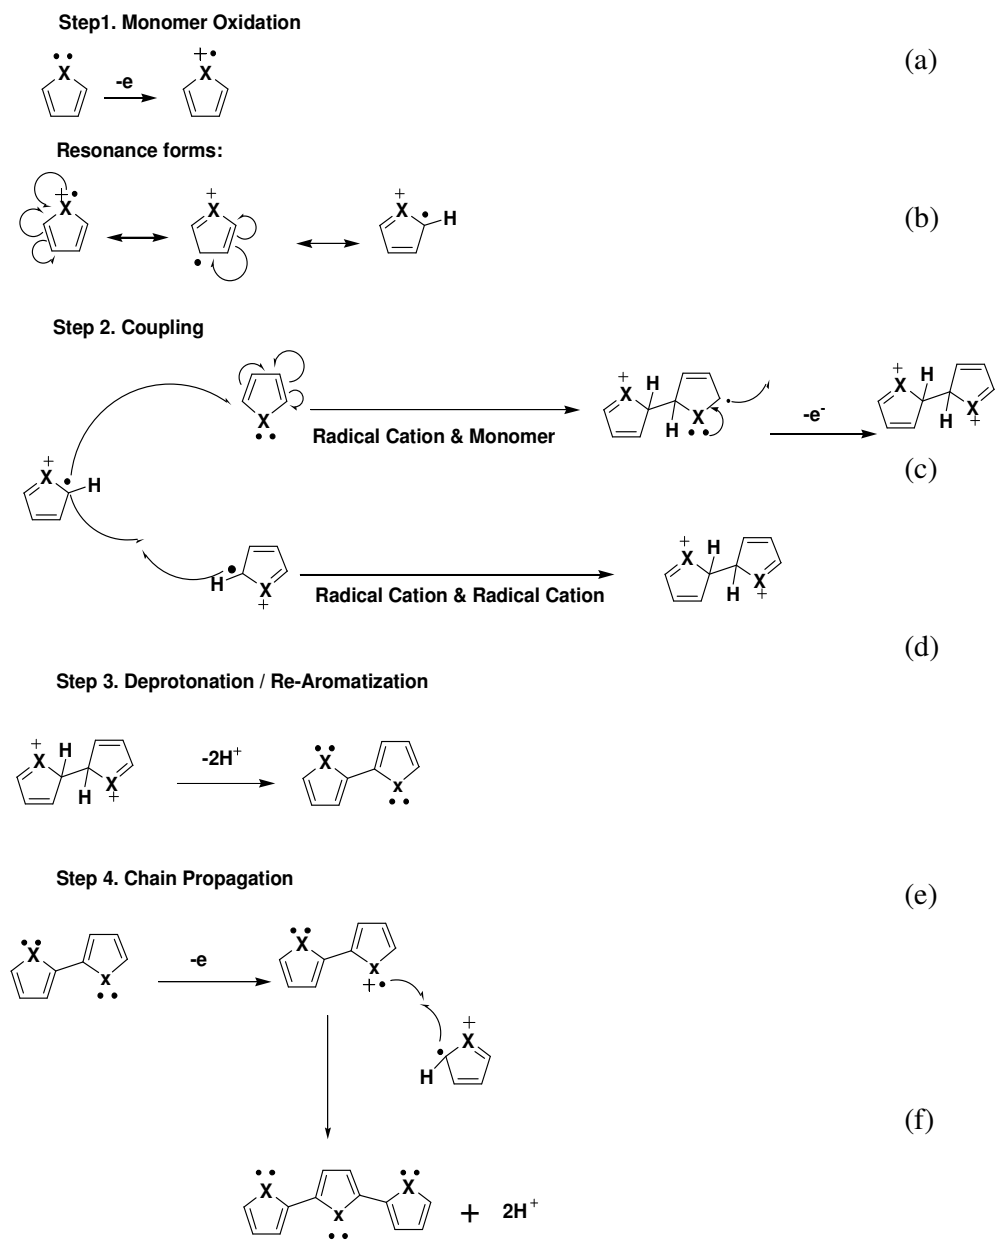 Step1. Monomer Oxidation
X
-e
+•
X
(a)
Resonance forms:
+•
X
+
X
+
X
H
(b)
Step 2. Coupling
X
Radical Cation & Monomer
+
X
H
H
X
-e-
+
X
H
H
X
+
(c)
+
X
H
H
X
+
Radical Cation & Radical Cation
+
X
H
H
X
+
(d)
Step 3. Deprotonation / Re-Aromatization
+
X
H
H
X
+
-2H+
X
x
Step 4. Chain Propagation
(e)
X
x
-e
X
x
+•
+
X
H
(f)
X
x
X
+ 2H+